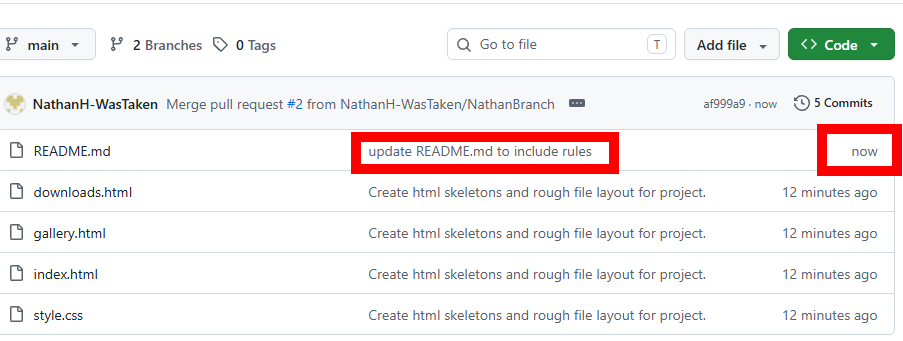 main 2 Branches 0 Tags Go to file T Add file Code
NathanH-WasTaken Merge pull request #2 from NathanH-WasTaken/NathanBranch af999a9 · now 5 Commits
README.md update README.md to include rules now
downloads.html Create html skeletons and rough file layout for project. 12 minutes ago
gallery.html Create html skeletons and rough file layout for project. 12 minutes ago
index.html Create html skeletons and rough file layout for project. 12 minutes ago
style.css Create html skeletons and rough file layout for project. 12 minutes ago